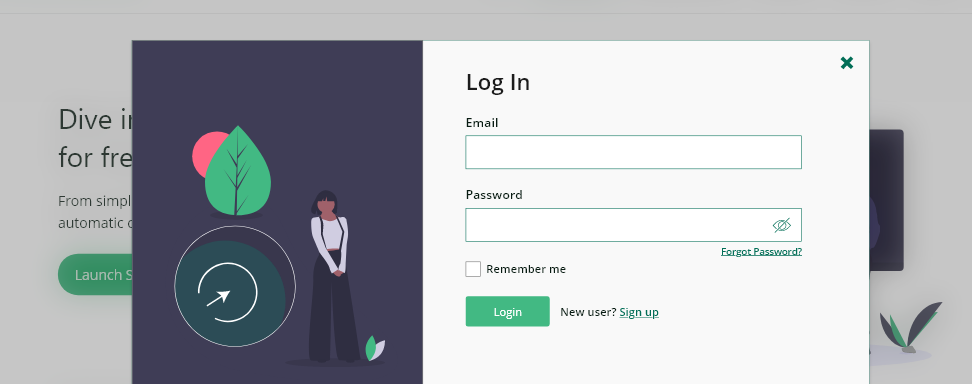 Dive
for fre
From simpl
automatic
Launch S
Log In
Email
Password
Forgot Password?
Remember me
Login
New user? Sign up